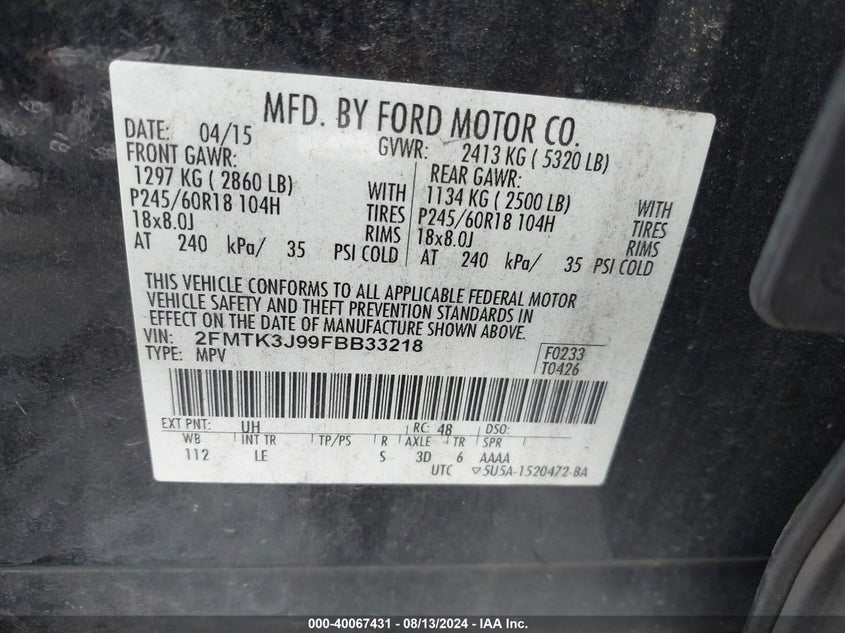 MFD. BY FORD MOTOR CO.
DATE: 04/15 GVWR: 2413 KG ( 5320 LB)
FRONT GAWR: REAR GAWR:
1297 KG ( 2860 LB) WITH 1134 KG ( 2500 LB) WITH
P245/60R18 104H TIRES P245/60R18 104H TIRES
18x8.0J RIMS 18x8.0J RIMS
AT 240 kPa/ 35 PSI COLD AT 240 kPa/ 35 PSI COLD
THIS VEHICLE CONFORMS TO ALL APPLICABLE FEDERAL MOTOR
VEHICLE SAFETY AND THEFT PREVENTION STANDARDS IN
EFFECT ON THE DATE OF MANUFACTURE SHOWN ABOVE.
VIN: 2FMTK3J99FBB33218 F0233
TYPE: MPV T0426
EXT PNT: UH RC: 48 DSO:
WB INT TR TP/PS R AXLE TR SPR
112 LE S 3D 6 AAAA
UTC ▽5U5A-1520472-BA
000-40067431 - 08/13/2024 - IAA Inc.